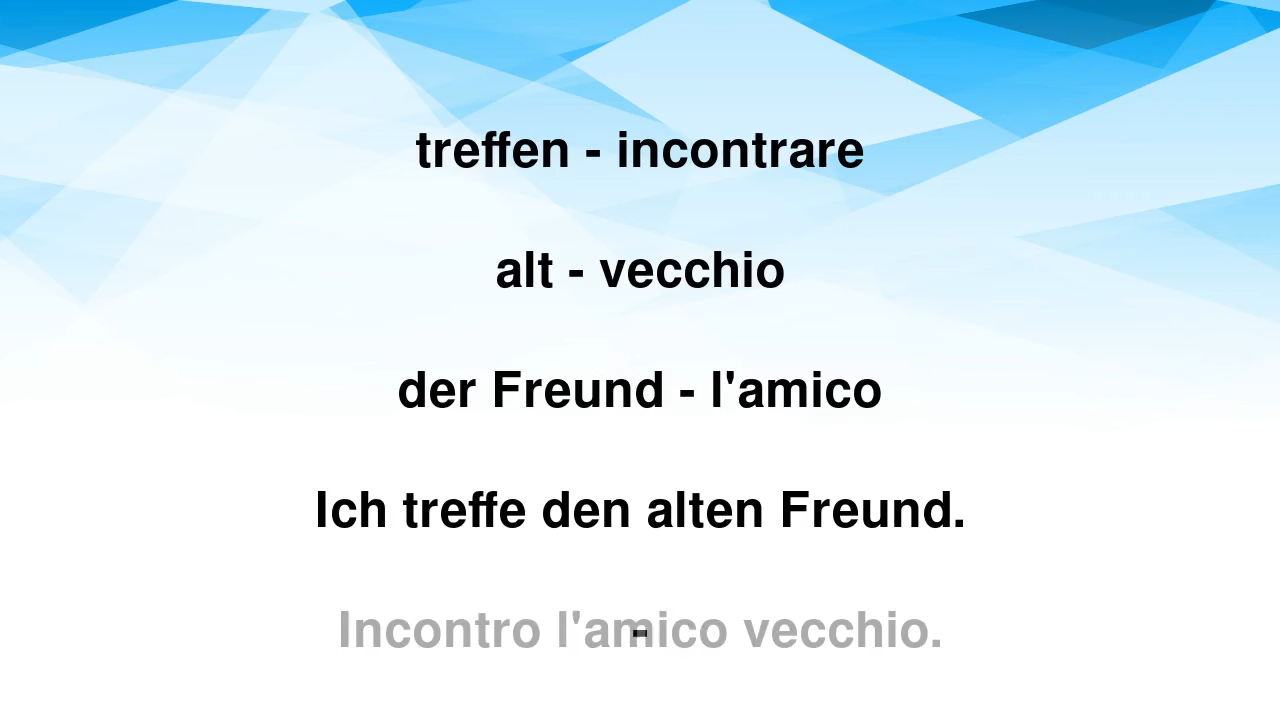 treffen - incontrare
alt - vecchio
der Freund - l'amico
Ich treffe den alten Freund.
Incontro l'amico vecchio.
-